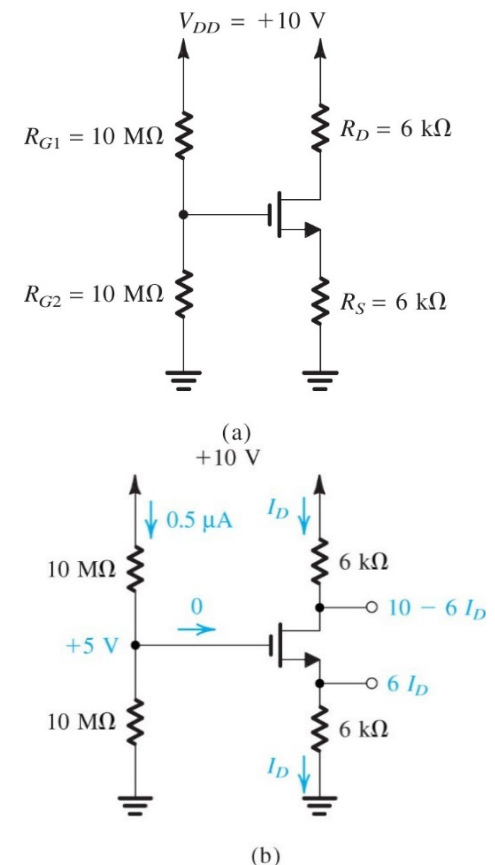 V_DD = +10 V
R_G1 = 10 MΩ
R_D = 6 kΩ
R_G2 = 10 MΩ
R_S = 6 kΩ
(a)
+10 V
0.5 μA
I_D
10 MΩ
6 kΩ
0
10 − 6 I_D
+5 V
6 I_D
10 MΩ
6 kΩ
I_D
(b)